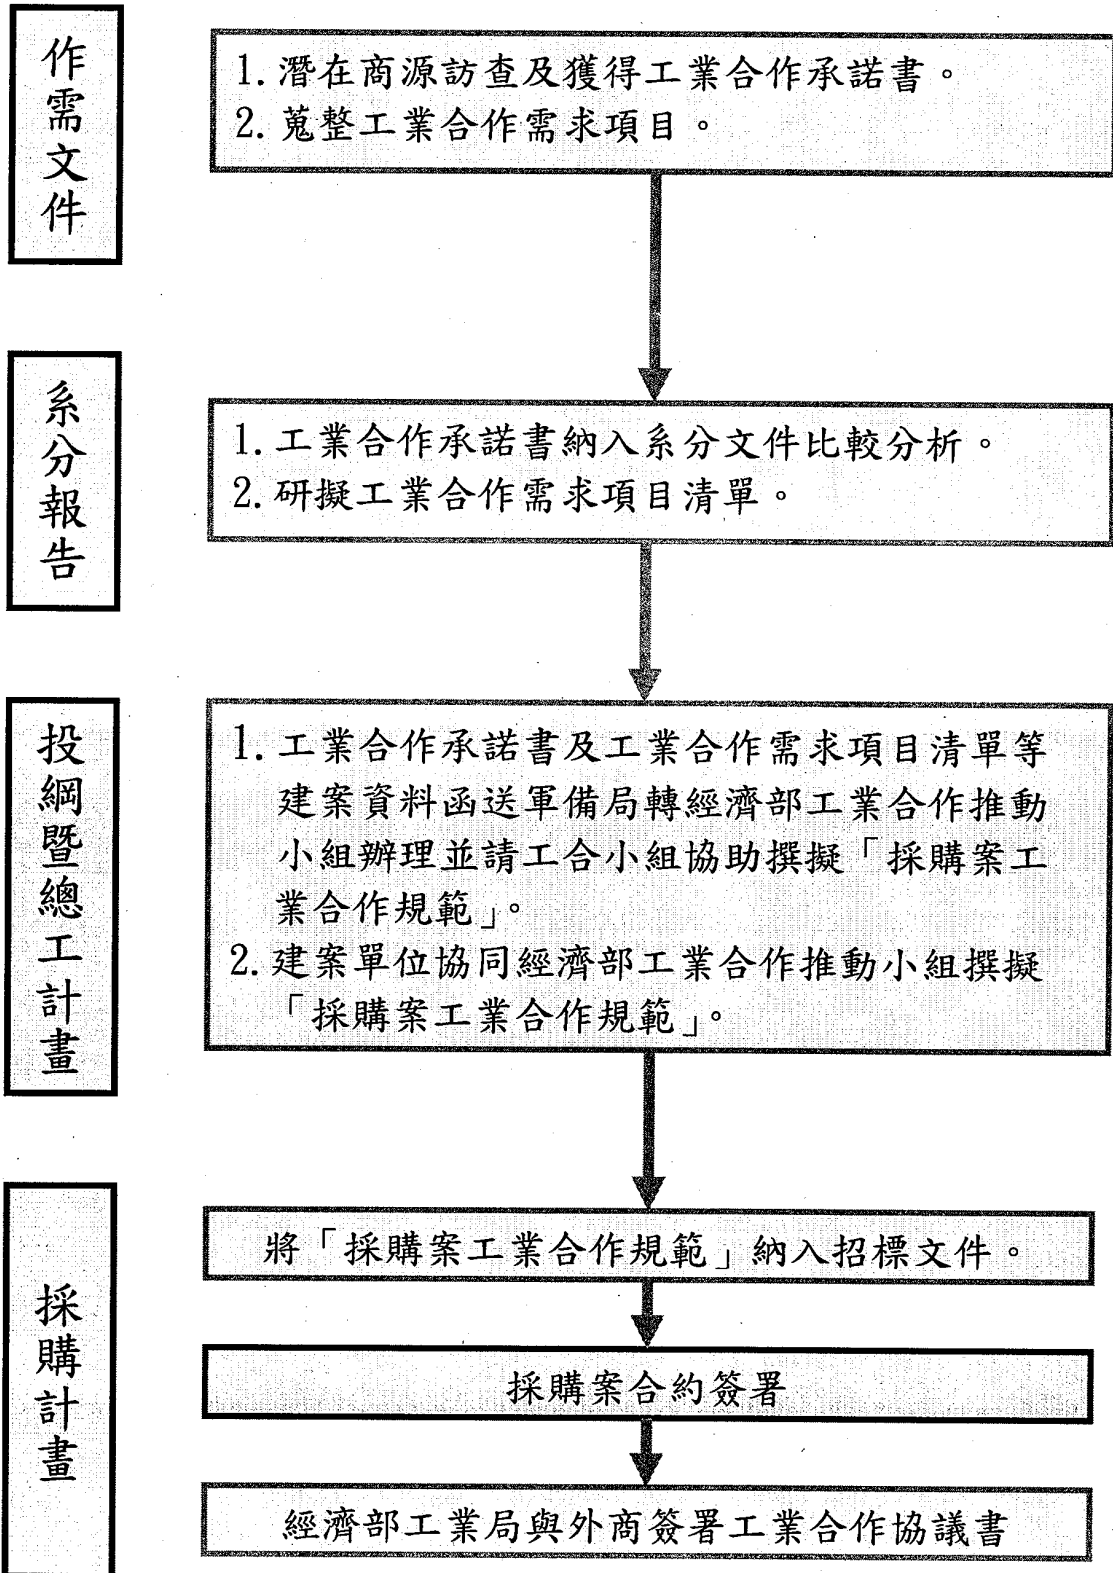 作需文件
1. 潛在商源訪查及獲得工業合作承諾書。
2. 蒐整工業合作需求項目。
系分報告
1. 工業合作承諾書納入系分文件比較分析。
2. 研擬工業合作需求項目清單。
投綱暨總工計畫
1. 工業合作承諾書及工業合作需求項目清單等
建案資料函送軍備局轉經濟部工業合作推動
小組辦理並請工合小組協助撰擬「採購案工
業合作規範」。
2. 建案單位協同經濟部工業合作推動小組撰擬
「採購案工業合作規範」。
採購計畫
將「採購案工業合作規範」納入招標文件。
採購案合約簽署
經濟部工業局與外商簽署工業合作協議書